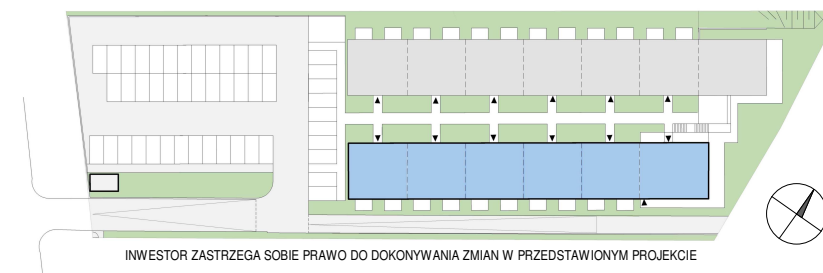 INWESTOR ZASTRZEGA SOBIE PRAWO DO DOKONYWANIA ZMIAN W PRZEDSTAWIONYM PROJEKCIE